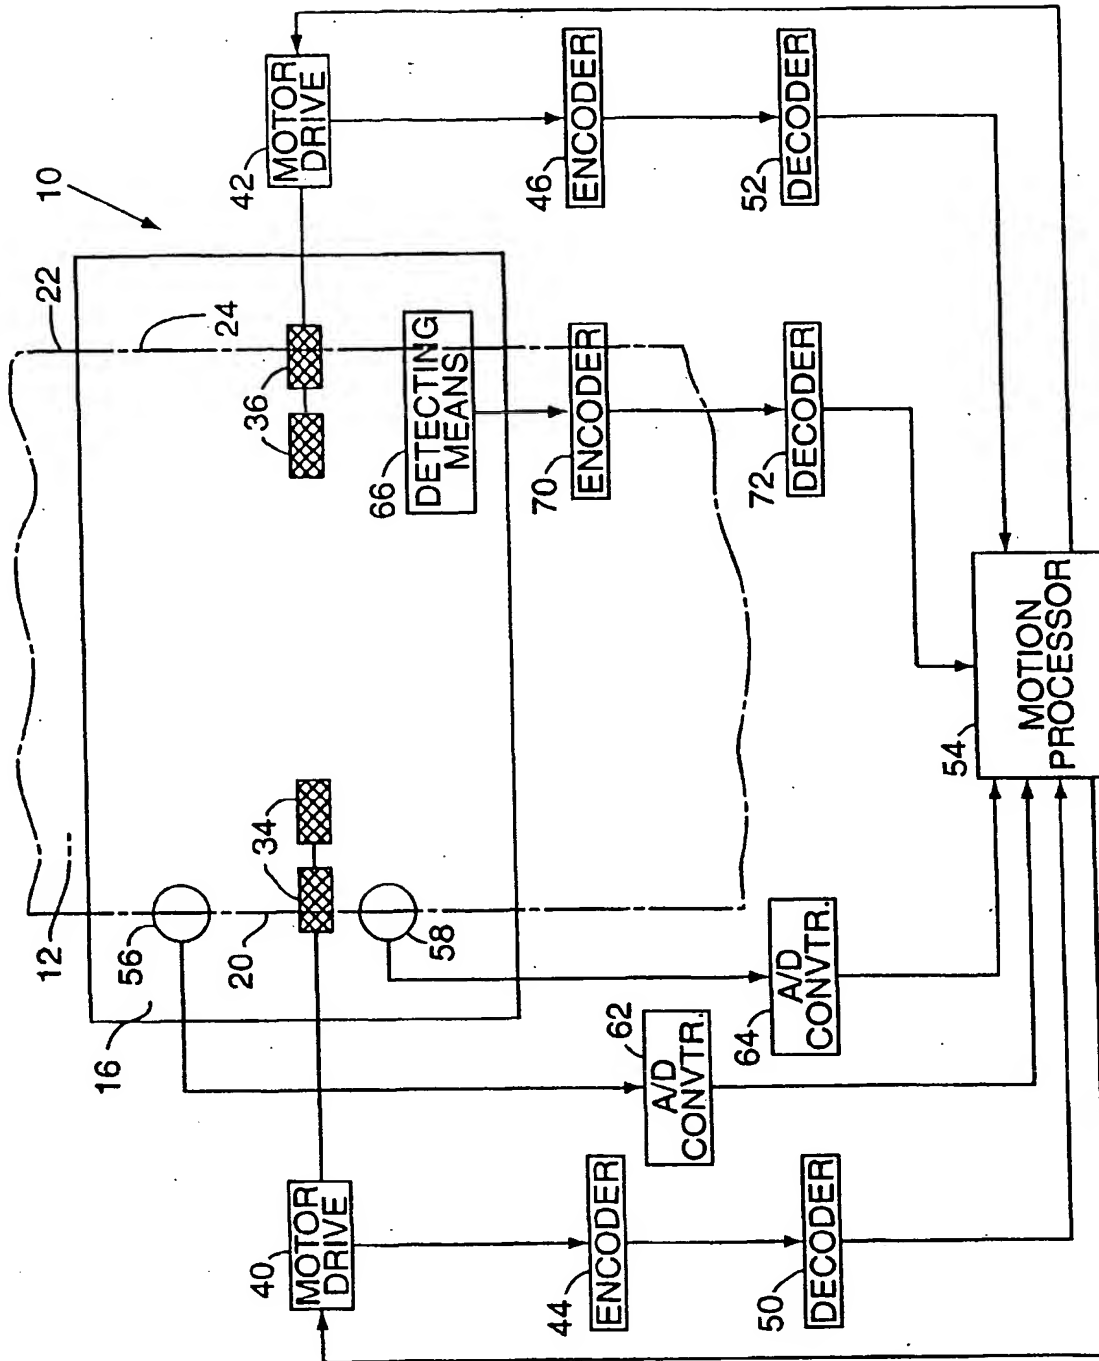 10
22
24
42
MOTOR
DRIVE
36
66
DETECTING
MEANS
46
ENCODER
52
DECODER
70
ENCODER
72
DECODER
12
56
16
20
34
58
62
A/D
CONVTR.
64
A/D
CONVTR.
54
MOTION
PROCESSOR
40
MOTOR
DRIVE
44
ENCODER
50
DECODER